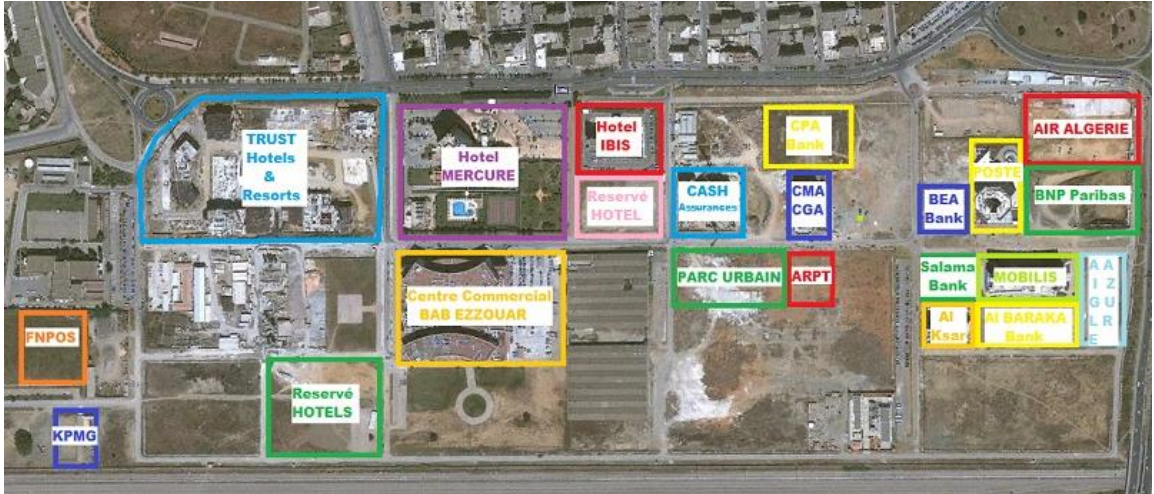 TRUST
Hotels
&
Resorts
Hotel
MERCURE
Hotel
IBIS
Reservé
HOTEL
CASH
Assurances
CPA
Bank
CMA
CGA
BEA
Bank
POSTE
AIR ALGERIE
BNP Paribas
Centre Commercial
BAB EZZOUAR
PARC URBAIN
ARPT
Salama
Bank
MOBILIS
Al
Ksar
Al BARAKA
Bank
AIGLE
AZUR
FNPOS
Reservé
HOTELS
KPMG